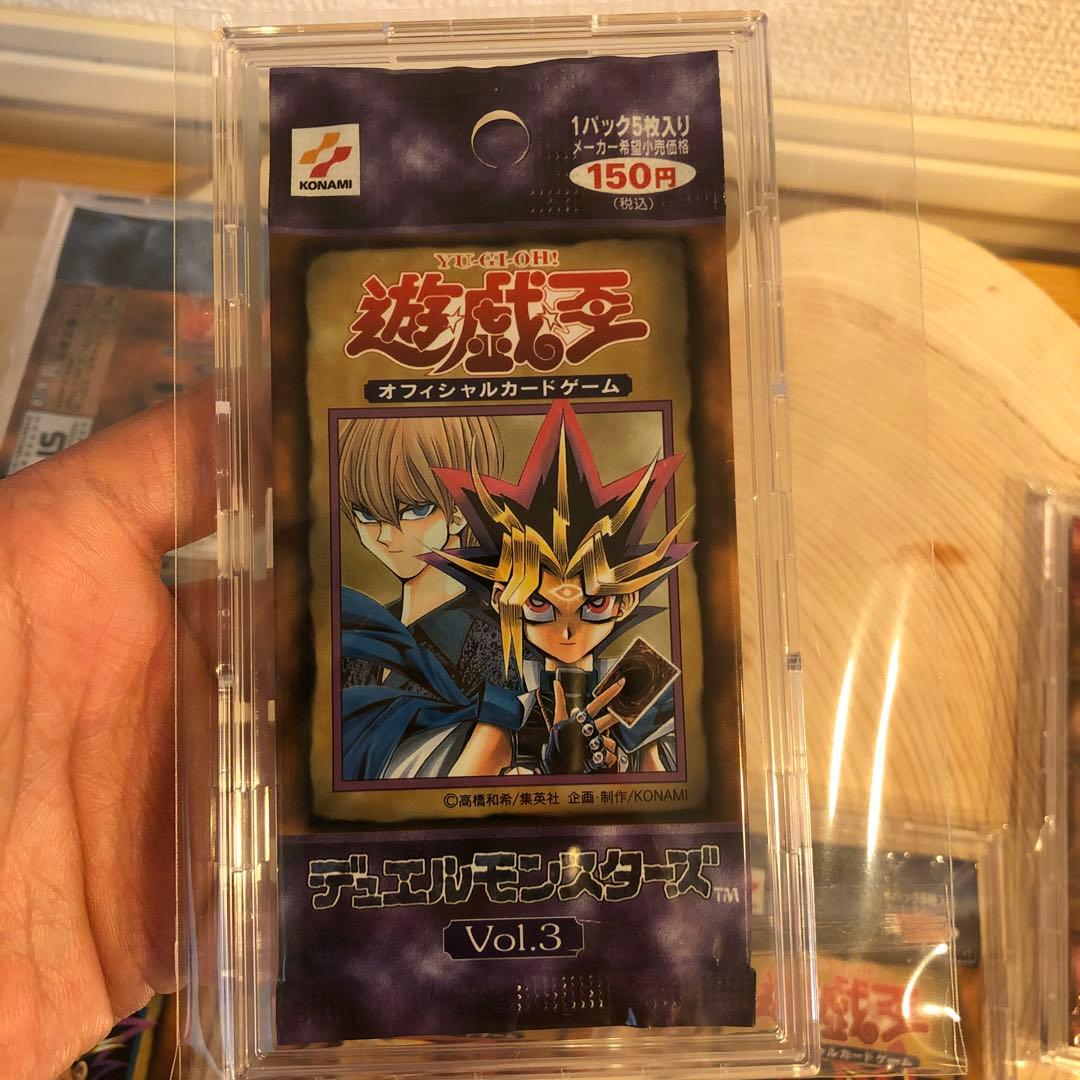 KONAMI
1パック5枚入り
メーカー希望小売価格
150円
(税込)
YU-GI-OH!
遊戯王
オフィシャルカードゲーム
©高橋和希/集英社 企画・制作/KONAMI
デュエルモンスターズ™
Vol.3
遊戯王